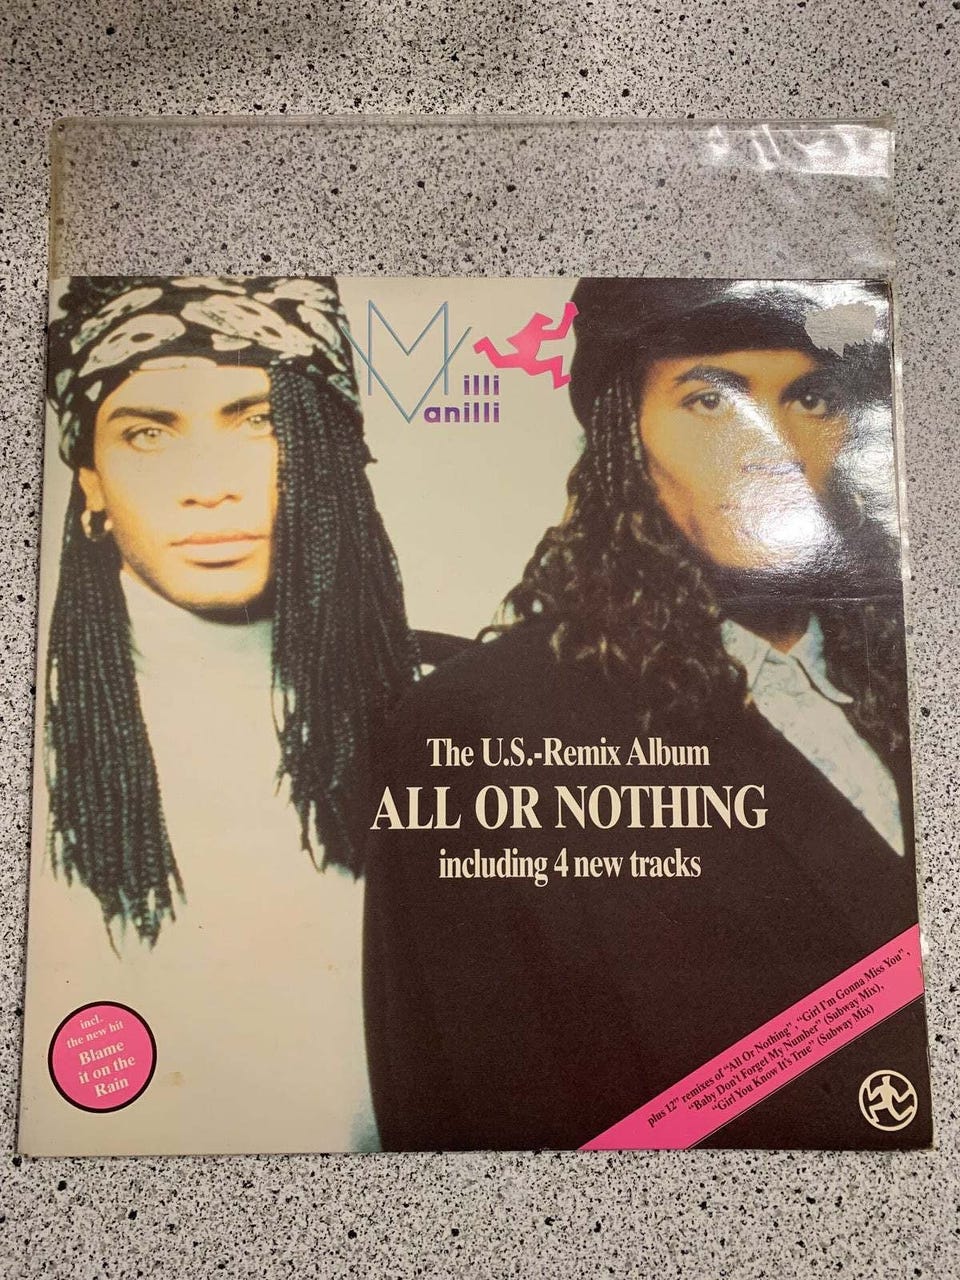 Milli
Vanilli
The U.S.-Remix Album
ALL OR NOTHING
including 4 new tracks
incl.
the new hit
Blame
it on the
Rain
plus 12" remixes of "All Or Nothing", "Girl I'm Gonna Miss You",
"Baby Don't Forget My Number" (Subway Mix),
"Girl You Know It's True" (Subway Mix)